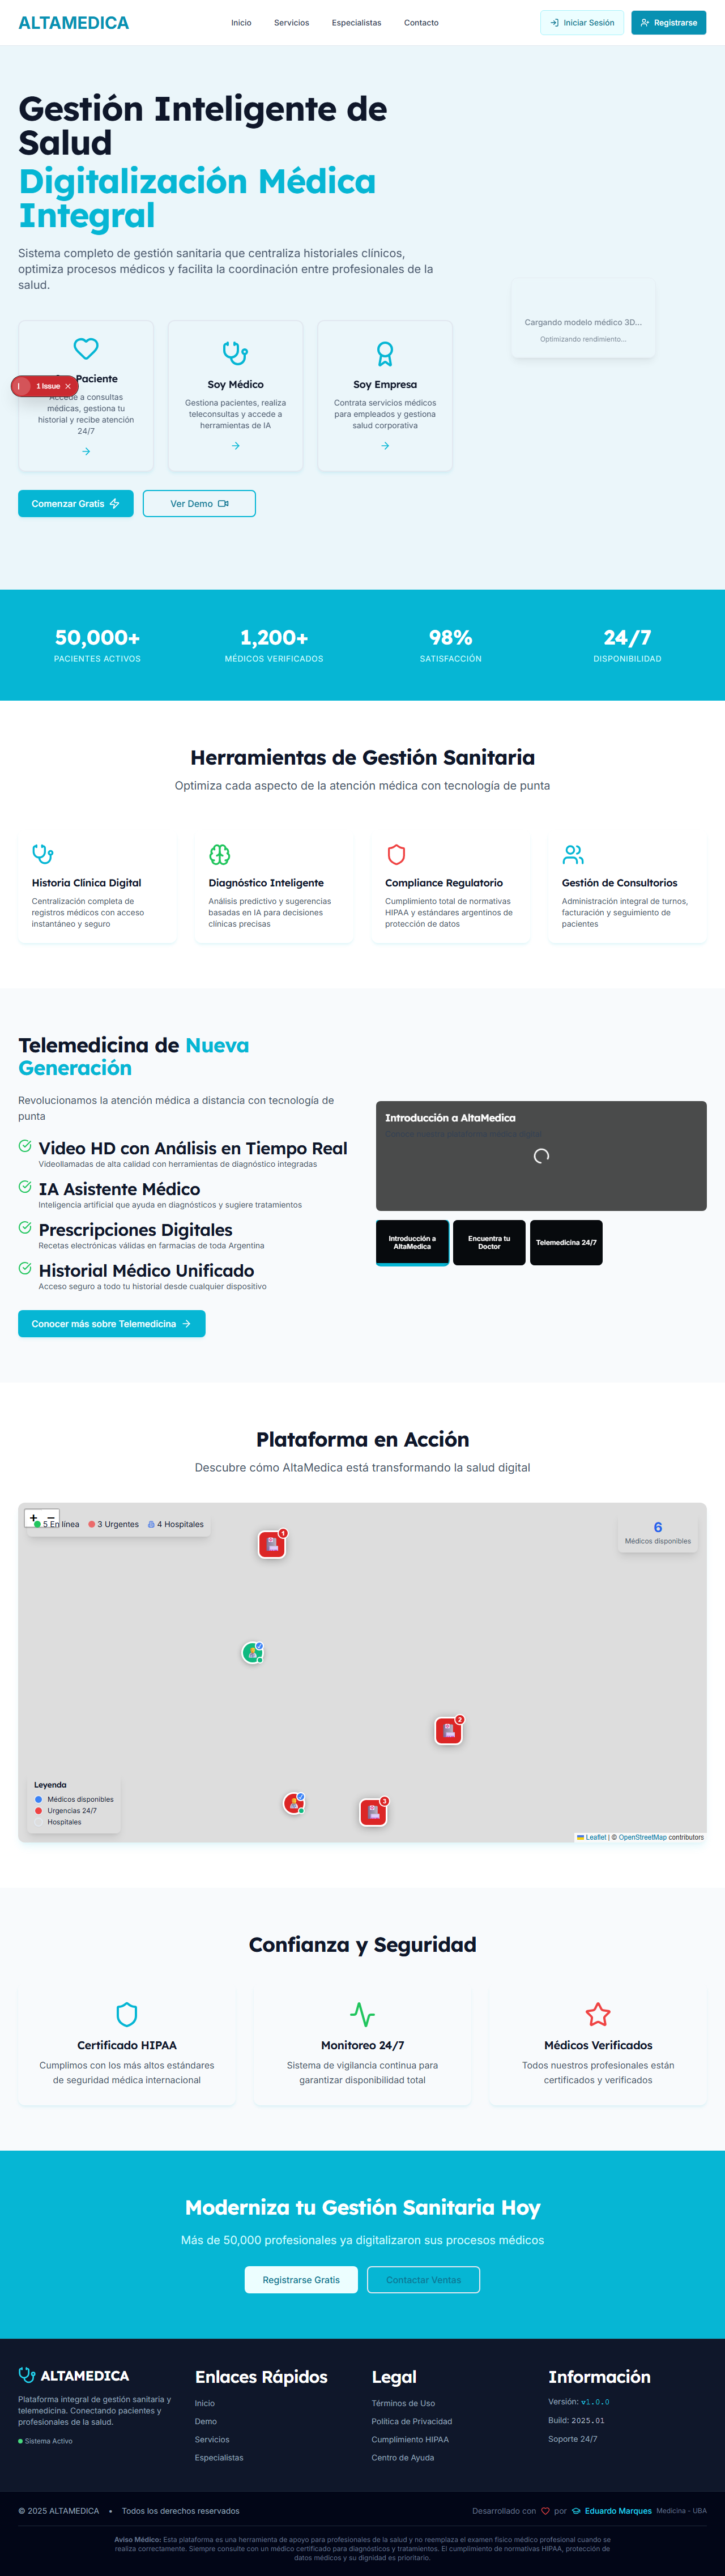 ALTAMEDICA
Inicio
Servicios
Especialistas
Contacto
Iniciar Sesión
Registrarse
Gestión Inteligente de
Salud
Digitalización Médica
Integral
Sistema completo de gestión sanitaria que centraliza historiales clínicos,
optimiza procesos médicos y facilita la coordinación entre profesionales de la
salud.
Cargando modelo médico 3D...
Optimizando rendimiento...
1 Issue
Paciente
Accede a consultas
médicas, gestiona tu
historial y recibe atención
24/7
Soy Médico
Gestiona pacientes, realiza
teleconsultas y accede a
herramientas de IA
Soy Empresa
Contrata servicios médicos
para empleados y gestiona
salud corporativa
Comenzar Gratis
Ver Demo
50,000+
PACIENTES ACTIVOS
1,200+
MÉDICOS VERIFICADOS
98%
SATISFACCIÓN
24/7
DISPONIBILIDAD
Herramientas de Gestión Sanitaria
Optimiza cada aspecto de la atención médica con tecnología de punta
Historia Clínica Digital
Centralización completa de
registros médicos con acceso
instantáneo y seguro
Diagnóstico Inteligente
Análisis predictivo y sugerencias
basadas en IA para decisiones
clínicas precisas
Compliance Regulatorio
Cumplimiento total de normativas
HIPAA y estándares argentinos de
protección de datos
Gestión de Consultorios
Administración integral de turnos,
facturación y seguimiento de
pacientes
Telemedicina de Nueva
Generación
Revolucionamos la atención médica a distancia con tecnología de
punta
Video HD con Análisis en Tiempo Real
Videollamadas de alta calidad con herramientas de diagnóstico integradas
IA Asistente Médico
Inteligencia artificial que ayuda en diagnósticos y sugiere tratamientos
Prescripciones Digitales
Recetas electrónicas válidas en farmacias de toda Argentina
Historial Médico Unificado
Acceso seguro a todo tu historial desde cualquier dispositivo
Conocer más sobre Telemedicina
Introducción a AltaMedica
Introducción a
AltaMedica
Encuentra tu
Doctor
Telemedicina 24/7
Plataforma en Acción
Descubre cómo AltaMedica está transformando la salud digital
+ −
5 En línea
3 Urgentes
4 Hospitales
6
Médicos disponibles
1
2
3
Leyenda
Médicos disponibles
Urgencias 24/7
Hospitales
Leaflet | © OpenStreetMap contributors
Confianza y Seguridad
Certificado HIPAA
Cumplimos con los más altos estándares
de seguridad médica internacional
Monitoreo 24/7
Sistema de vigilancia continua para
garantizar disponibilidad total
Médicos Verificados
Todos nuestros profesionales están
certificados y verificados
Moderniza tu Gestión Sanitaria Hoy
Más de 50,000 profesionales ya digitalizaron sus procesos médicos
Registrarse Gratis
Contactar Ventas
ALTAMEDICA
Plataforma integral de gestión sanitaria y
telemedicina. Conectando pacientes y
profesionales de la salud.
Sistema Activo
Enlaces Rápidos
Inicio
Demo
Servicios
Especialistas
Legal
Términos de Uso
Política de Privacidad
Cumplimiento HIPAA
Centro de Ayuda
Información
Versión: v1.0.0
Build: 2025.01
Soporte 24/7
© 2025 ALTAMEDICA • Todos los derechos reservados
Desarrollado con por Eduardo Marques Medicina - UBA
Aviso Médico: Esta plataforma es una herramienta de apoyo para profesionales de la salud y no reemplaza el examen físico médico profesional cuando se
realiza correctamente. Siempre consulte con un médico certificado para diagnósticos y tratamientos. El cumplimiento de normativas HIPAA, protección de
datos médicos y su dignidad es prioritario.